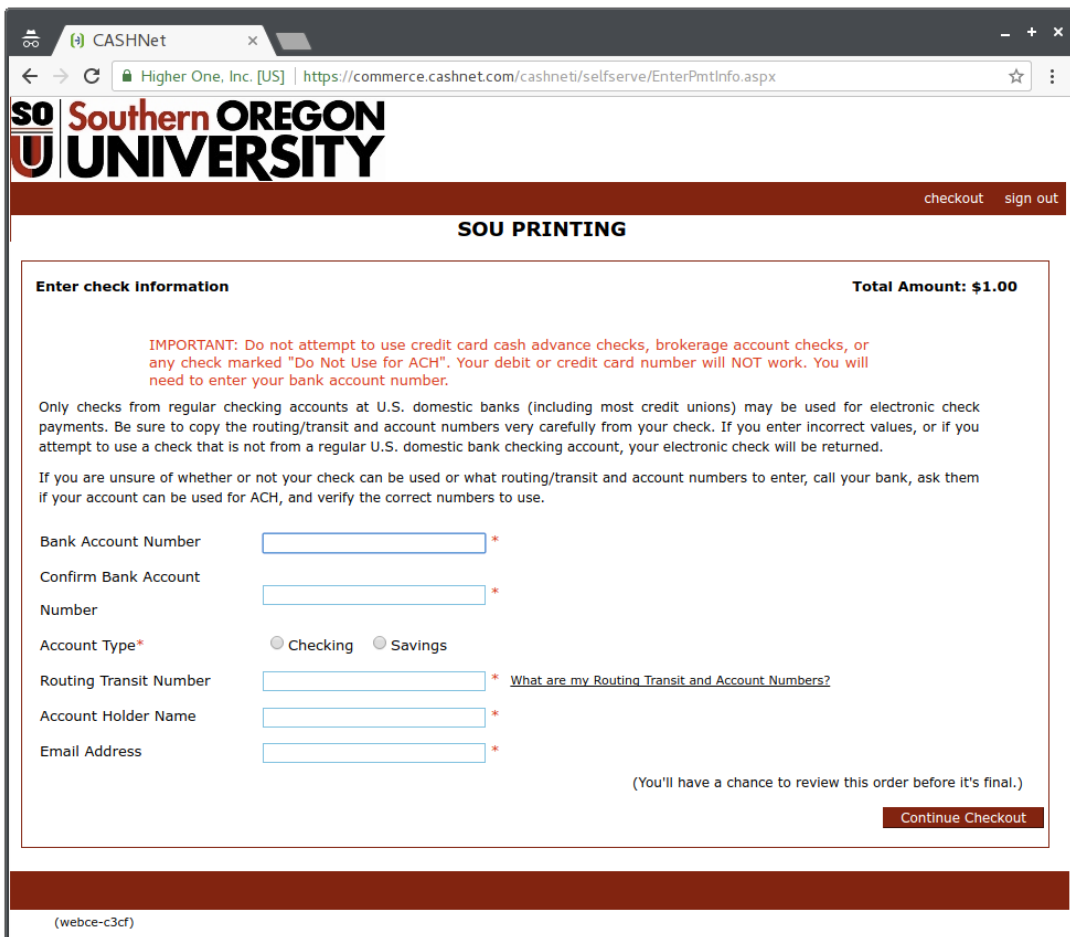 CASHNet
Higher One, Inc. [US] https://commerce.cashnet.com/cashneti/selfserve/EnterPmtInfo.aspx
SO Southern OREGON
U UNIVERSITY
checkout sign out
SOU PRINTING
Enter check information Total Amount: $1.00
IMPORTANT: Do not attempt to use credit card cash advance checks, brokerage account checks, or
any check marked "Do Not Use for ACH". Your debit or credit card number will NOT work. You will
need to enter your bank account number.
Only checks from regular checking accounts at U.S. domestic banks (including most credit unions) may be used for electronic check
payments. Be sure to copy the routing/transit and account numbers very carefully from your check. If you enter incorrect values, or if you
attempt to use a check that is not from a regular U.S. domestic bank checking account, your electronic check will be returned.
If you are unsure of whether or not your check can be used or what routing/transit and account numbers to enter, call your bank, ask them
if your account can be used for ACH, and verify the correct numbers to use.
Bank Account Number *
Confirm Bank Account
Number *
Account Type* Checking Savings
Routing Transit Number * What are my Routing Transit and Account Numbers?
Account Holder Name *
Email Address *
(You'll have a chance to review this order before it's final.)
Continue Checkout
(webce-c3cf)